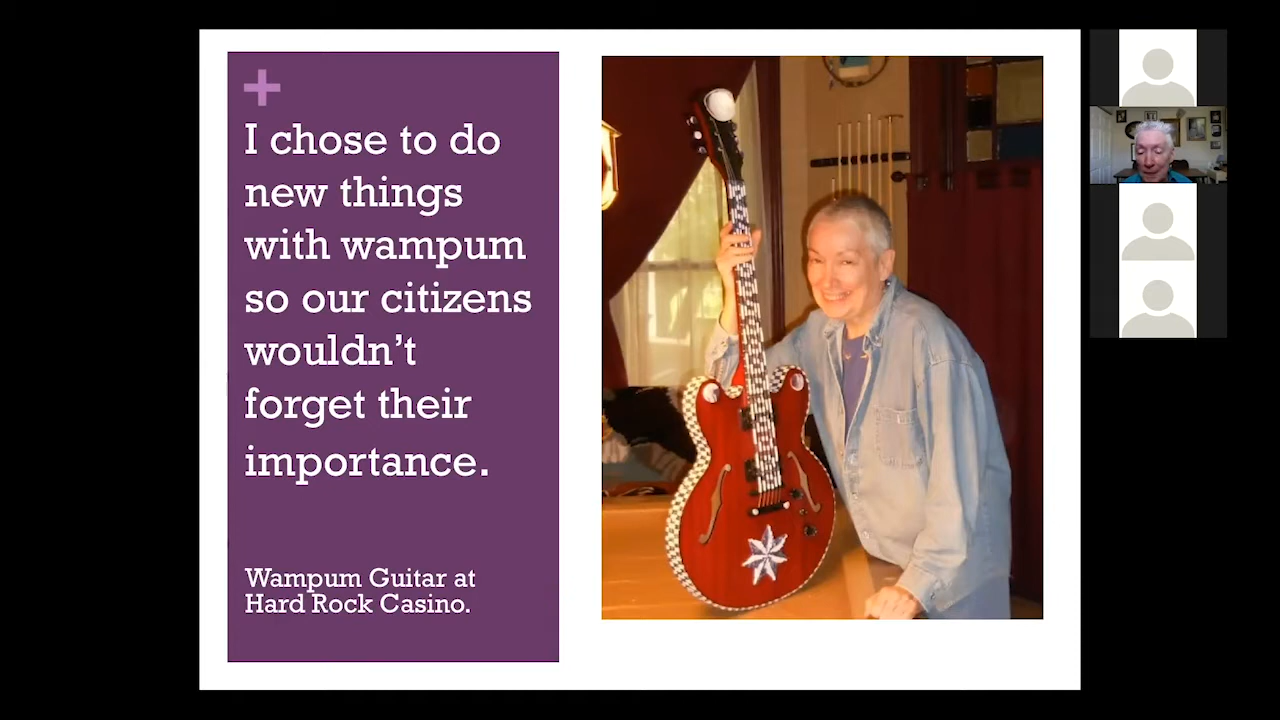 I chose to do
new things
with wampum
so our citizens
wouldn't
forget their
importance.
Wampum Guitar at
Hard Rock Casino.